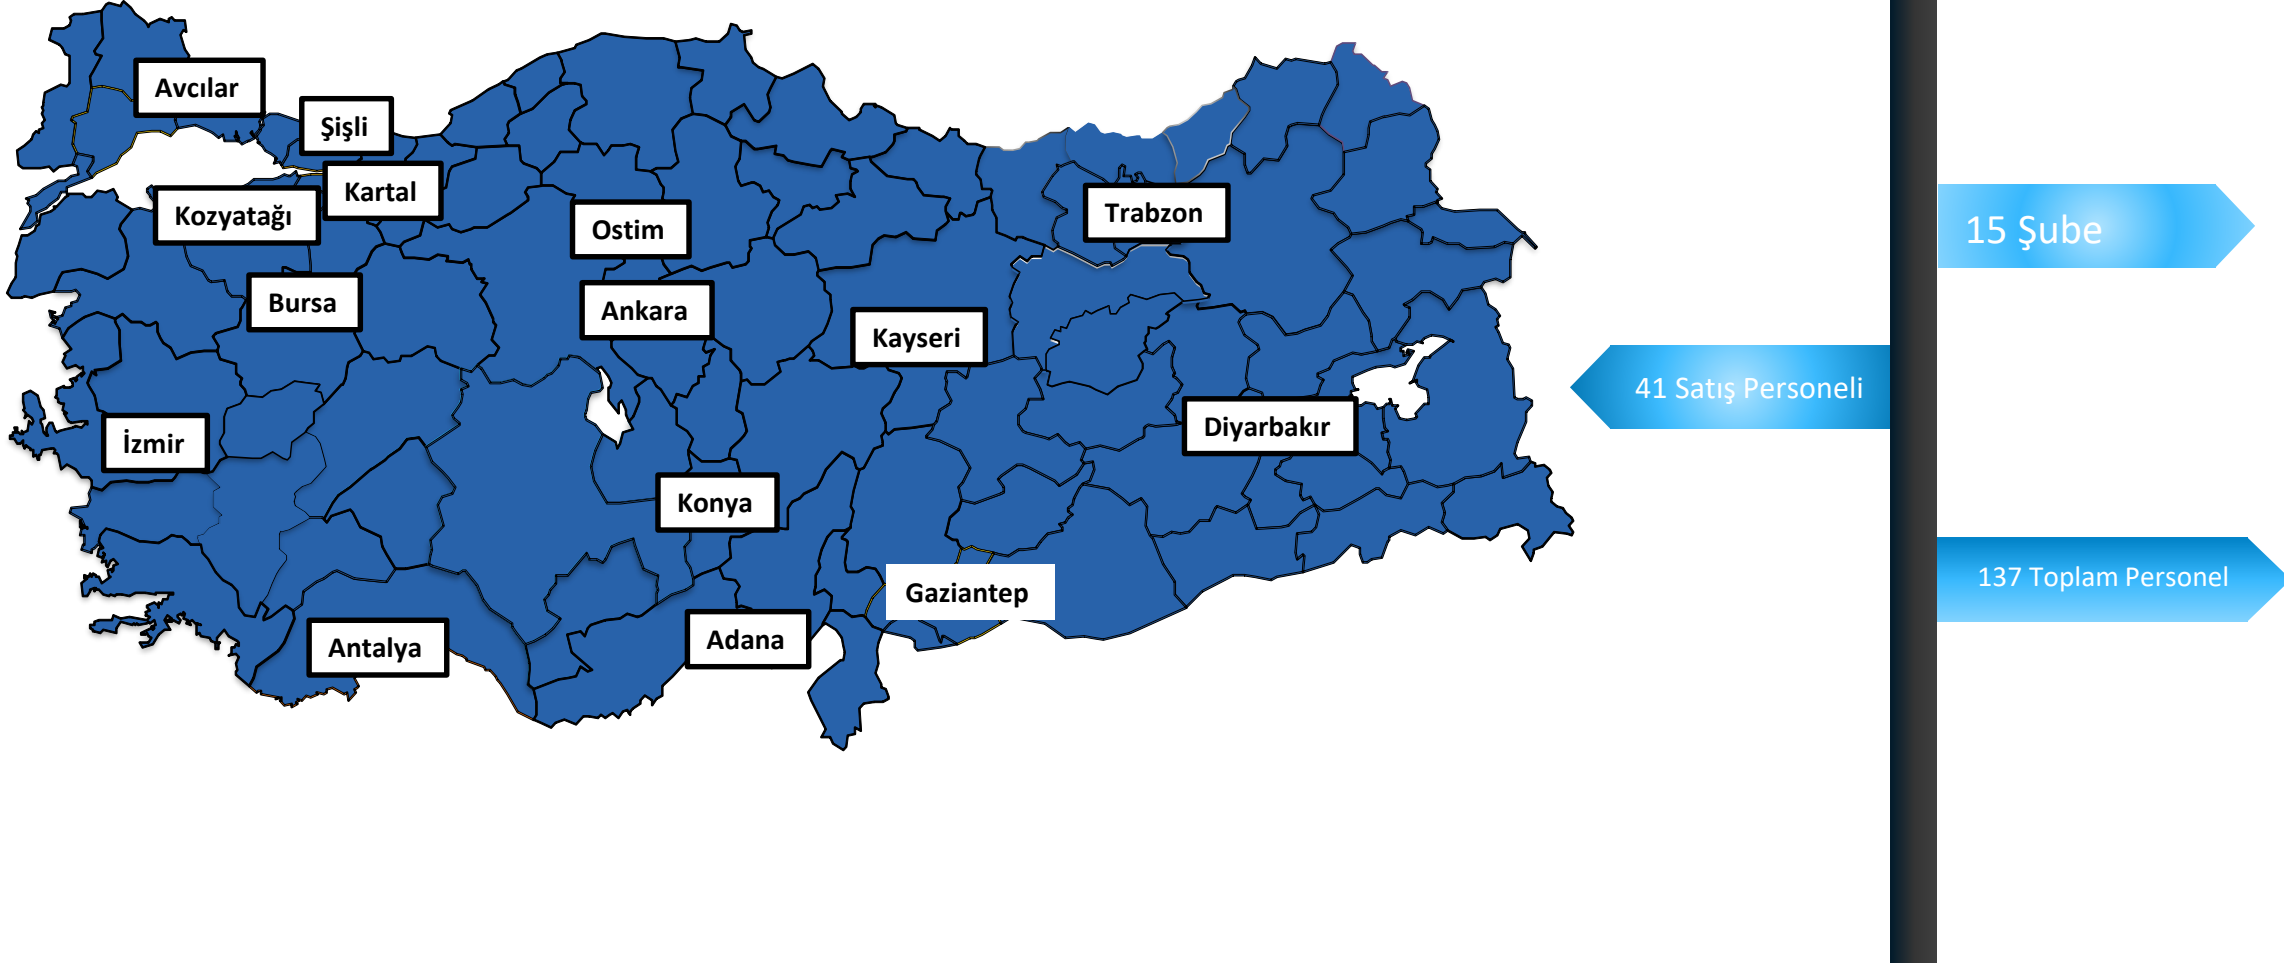 Avcılar
Şişli
Kartal
Kozyatağı
Ostim
Trabzon
Bursa
Ankara
Kayseri
İzmir
Diyarbakır
Konya
Gaziantep
Antalya
Adana
15 Şube
41 Satış Personeli
137 Toplam Personel